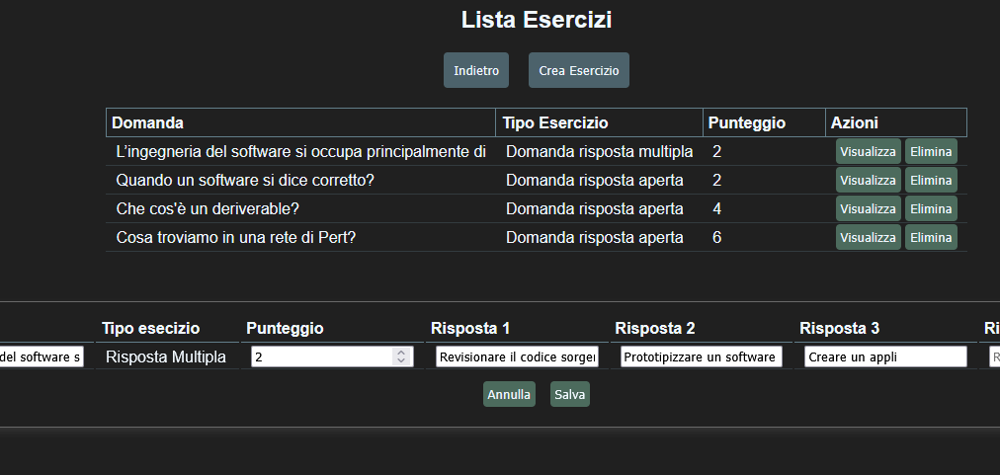 Lista Esercizi
Indietro Crea Esercizio
Domanda Tipo Esercizio Punteggio Azioni
L'ingegneria del software si occupa principalmente di Domanda risposta multipla 2 Visualizza Elimina
Quando un software si dice corretto? Domanda risposta aperta 2 Visualizza Elimina
Che cos'è un deriverable? Domanda risposta aperta 4 Visualizza Elimina
Cosa troviamo in una rete di Pert? Domanda risposta aperta 6 Visualizza Elimina
Tipo esecizio Punteggio Risposta 1 Risposta 2 Risposta 3 Ri
del software s Risposta Multipla 2 Revisionare il codice sorge Prototipizzare un software Creare un appli R
Annulla Salva